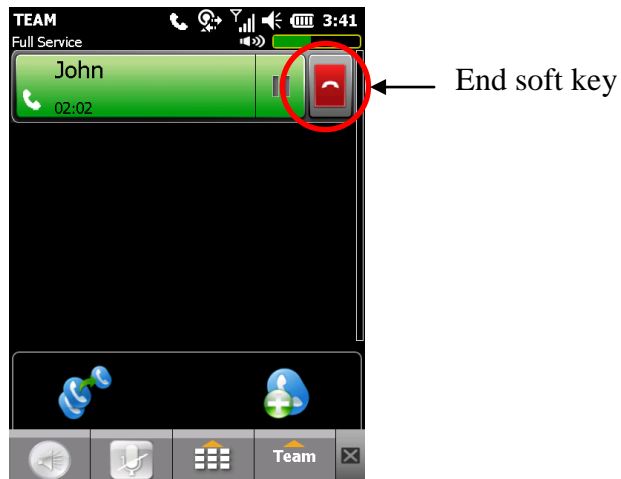 TEAM 3:41
Full Service
John
End soft key
02:02
Team